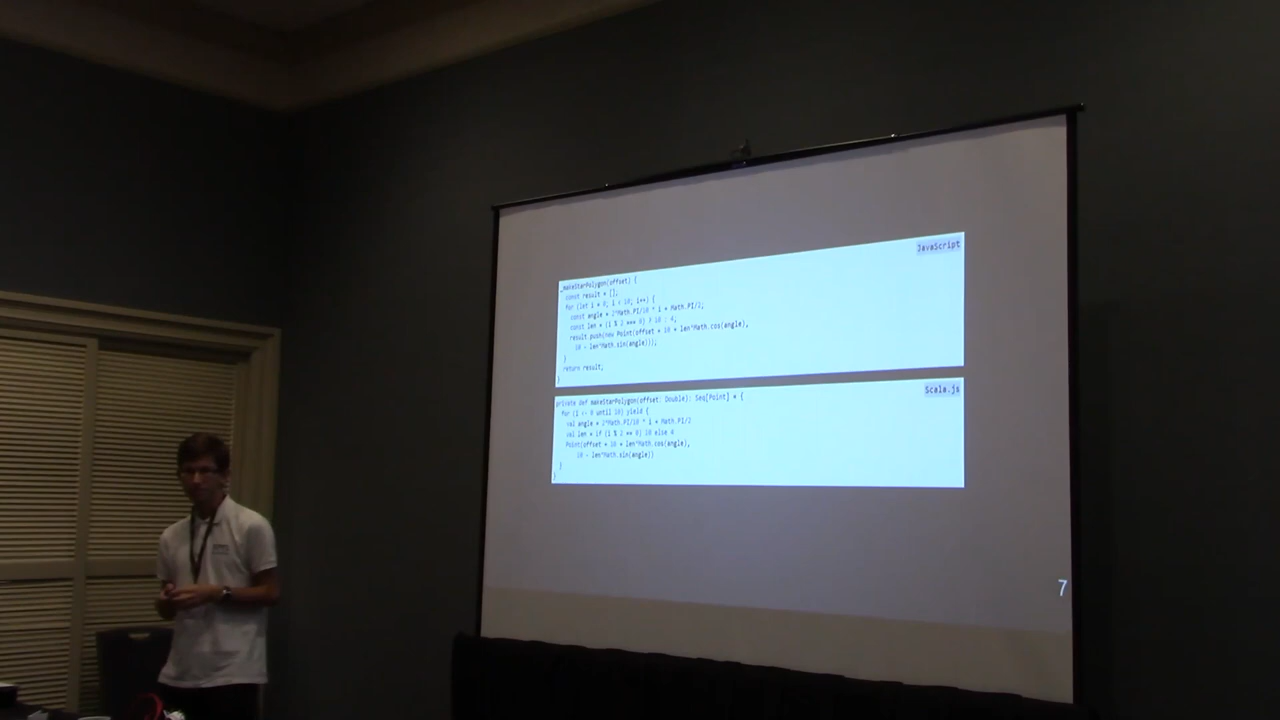 JavaScript
_makeStarPolygon(offset) {
const result = [];
for (let i = 0; i < 10; i++) {
const angle = 2*Math.PI/10 * i + Math.PI/2;
const len = (i % 2 === 0) ? 10 : 4;
result.push(new Point(offset + 10 + len*Math.cos(angle),
10 - len*Math.sin(angle)));
}
return result;
}
Scala.js
private def makeStarPolygon(offset: Double): Seq[Point] = {
for (i <- 0 until 10) yield {
val angle = 2*Math.PI/10 * i + Math.PI/2
val len = if (i % 2 == 0) 10 else 4
Point(offset + 10 + len*Math.cos(angle),
10 - len*Math.sin(angle))
}
}
7